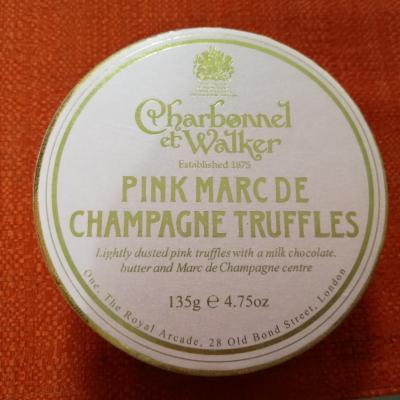 Charbonnel
et Walker
Established 1875
PINK MARC DE
CHAMPAGNE TRUFFLES
Lightly dusted pink truffles with a milk chocolate,
butter and Marc de Champagne centre
135g ℮ 4.75oz
One, The Royal Arcade, 28 Old Bond Street, London